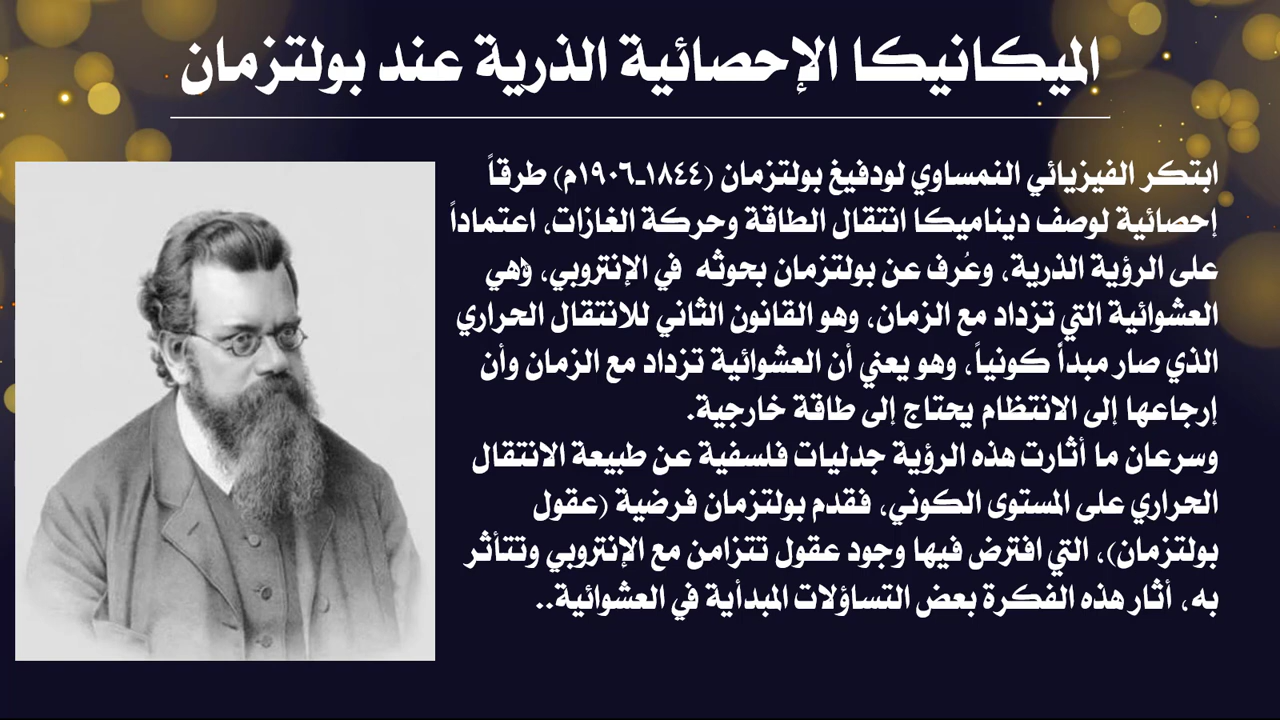 الميكانيكا الإحصائية الذرية عند بولتزمان
ابتكر الفيزيائي النمساوي لودفيغ بولتزمان (١٨٤٤ـ١٩٠٦م) طرقاً
إحصائية لوصف ديناميكا انتقال الطاقة وحركة الغازات، اعتماداً
على الرؤية الذرية، وعُرف عن بولتزمان بحوثه في الإنتروبي، وهي
العشوائية التي تزداد مع الزمان، وهو القانون الثاني للانتقال الحراري
الذي صار مبدأ كونياً، وهو يعني أن العشوائية تزداد مع الزمان وأن
إرجاعها إلى الانتظام يحتاج إلى طاقة خارجية.
وسرعان ما أثارت هذه الرؤية جدليات فلسفية عن طبيعة الانتقال
الحراري على المستوى الكوني، فقدم بولتزمان فرضية (عقول
بولتزمان)، التي افترض فيها وجود عقول تتزامن مع الإنتروبي وتتأثر
به، أثار هذه الفكرة بعض التساؤلات المبدأية في العشوائية..